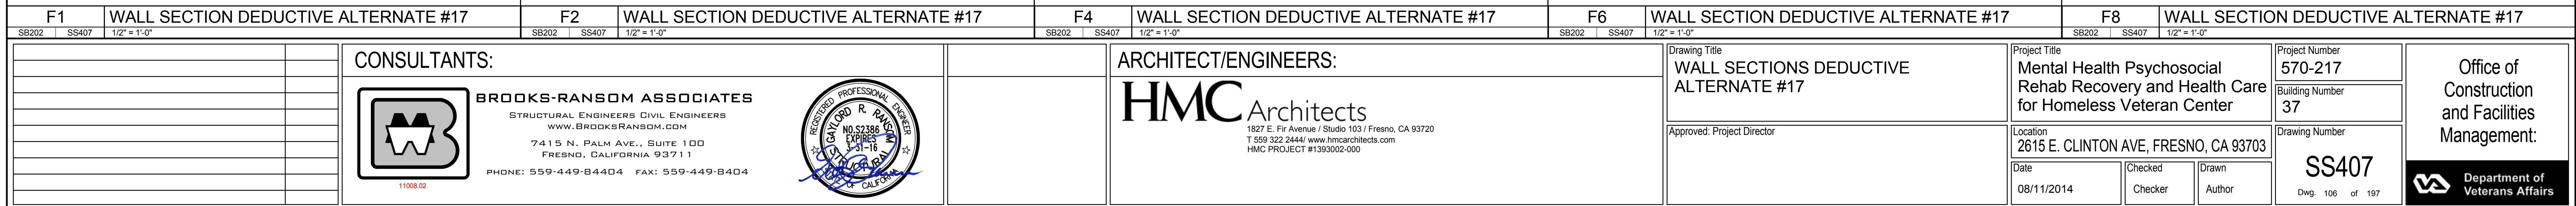 F1 WALL SECTION DEDUCTIVE ALTERNATE #17
SB202 SS407 1/2" = 1'-0"
F2 WALL SECTION DEDUCTIVE ALTERNATE #17
SB202 SS407 1/2" = 1'-0"
F4 WALL SECTION DEDUCTIVE ALTERNATE #17
SB202 SS407 1/2" = 1'-0"
F6 WALL SECTION DEDUCTIVE ALTERNATE #17
SB202 SS407 1/2" = 1'-0"
F8 WALL SECTION DEDUCTIVE ALTERNATE #17
SB202 SS407 1/2" = 1'-0"
CONSULTANTS:
BROOKS-RANSOM ASSOCIATES
STRUCTURAL ENGINEERS CIVIL ENGINEERS
WWW.BROOKSRANSOM.COM
7415 N. PALM AVE., SUITE 100
FRESNO, CALIFORNIA 93711
PHONE: 559-449-84404 FAX: 559-449-8404
11008.02
REGISTERED PROFESSIONAL ENGINEER
GAYLORD R. RANSOM
NO.S2386
EXPIRES
3-31-16
STRUCTURAL
OF CALIFORNIA
ARCHITECT/ENGINEERS:
HMC Architects
1827 E. Fir Avenue / Studio 103 / Fresno, CA 93720
T 559 322 2444/ www.hmcarchitects.com
HMC PROJECT #1393002-000
Drawing Title
WALL SECTIONS DEDUCTIVE
ALTERNATE #17
Approved: Project Director
Project Title
Mental Health Psychosocial
Rehab Recovery and Health Care
for Homeless Veteran Center
Location
2615 E. CLINTON AVE, FRESNO, CA 93703
Date
08/11/2014
Checked
Checker
Drawn
Author
Project Number
570-217
Building Number
37
Drawing Number
SS407
Dwg. 106 of 197
Office of
Construction
and Facilities
Management:
Department of
Veterans Affairs